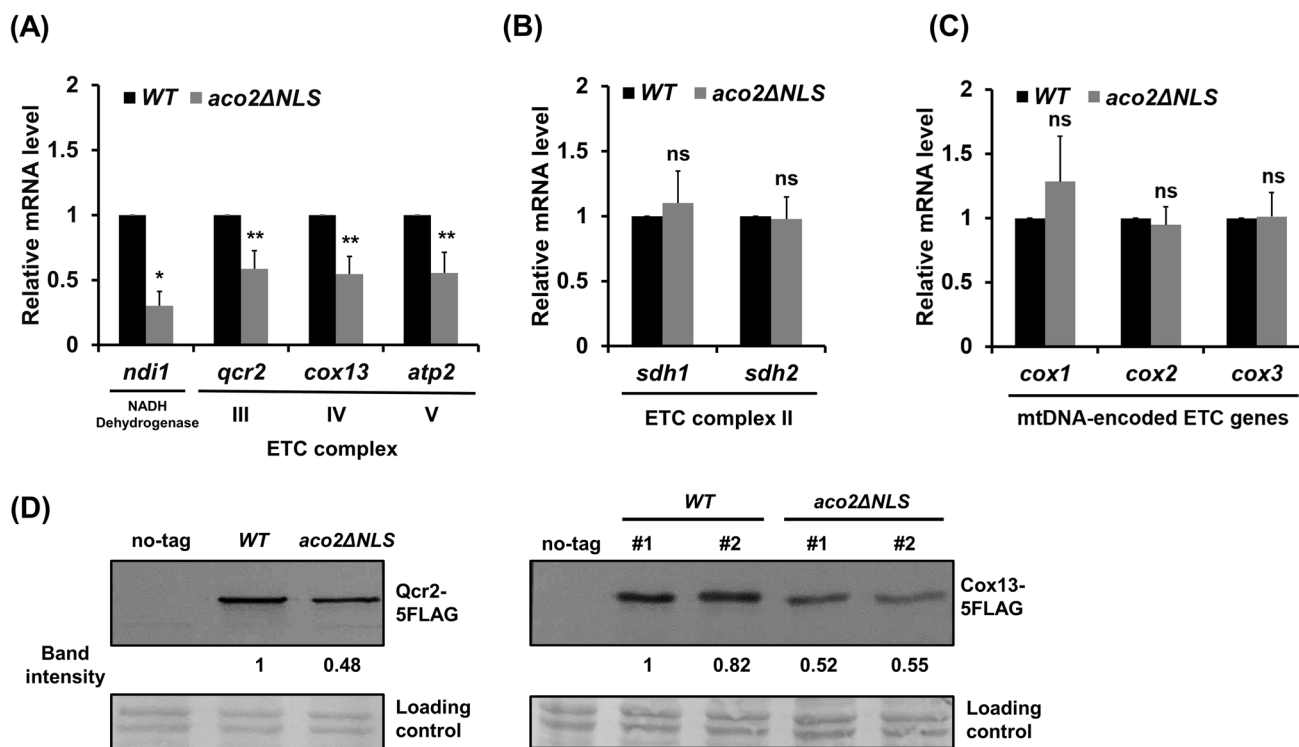 (A)
Relative mRNA level
2
1.5
1
0.5
0
WT aco2ΔNLS
*
**
**
**
ndi1 qcr2 cox13 atp2
NADH
Dehydrogenase
III IV V
ETC complex
(B)
Relative mRNA level
2
1.5
1
0.5
0
WT aco2ΔNLS
ns
ns
sdh1 sdh2
ETC complex II
(C)
Relative mRNA level
2
1.5
1
0.5
0
WT aco2ΔNLS
ns
ns
ns
cox1 cox2 cox3
mtDNA-encoded ETC genes
(D)
no-tag WT aco2ΔNLS
Qcr2-
5FLAG
Band
intensity
1 0.48
Loading
control
WT aco2ΔNLS
no-tag #1 #2 #1 #2
Cox13-
5FLAG
1 0.82 0.52 0.55
Loading
control